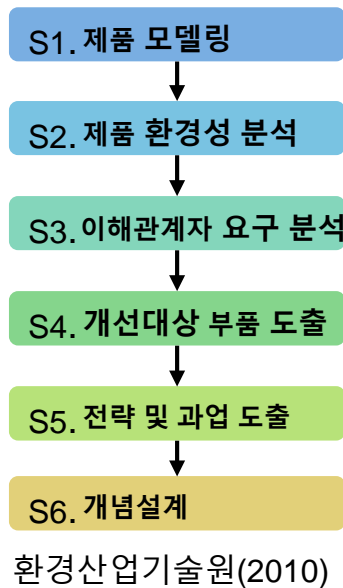 S1. 제품 모델링
S2. 제품 환경성 분석
S3. 이해관계자 요구 분석
S4. 개선대상 부품 도출
S5. 전략 및 과업 도출
S6. 개념설계
환경산업기술원(2010)